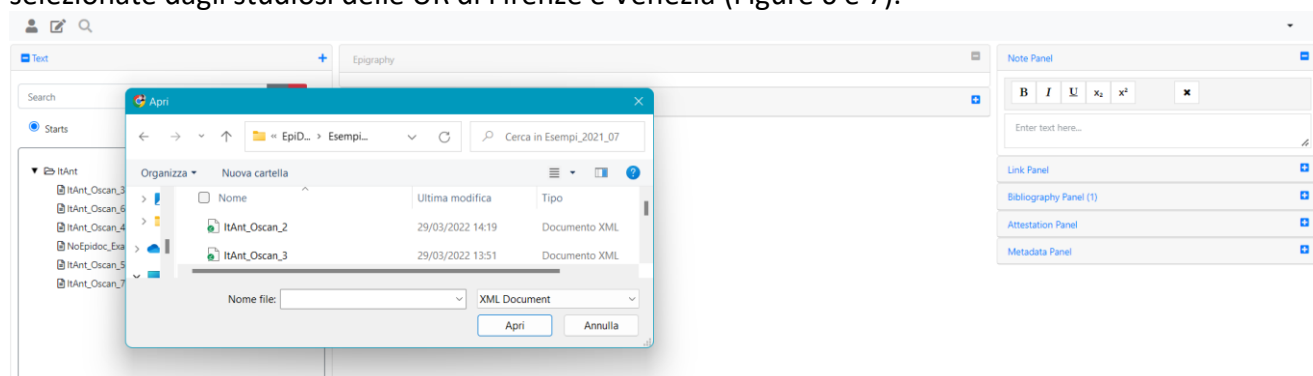 selezionate dagli studiosi delle UR di Firenze e Venezia (Figure 6 e 7).
Text
Epigraphy
Note Panel
Search
Apri
B I U x₂ x²
Starts
« EpiD... > Esempi...
Cerca in Esempi_2021_07
Enter text here...
ItAnt
Organizza
Nuova cartella
Link Panel
ItAnt_Oscan_3
Nome
Ultima modifica
Tipo
ItAnt_Oscan_6
Bibliography Panel (1)
ItAnt_Oscan_4
ItAnt_Oscan_2
29/03/2022 14:19
Documento XML
Attestation Panel
NoEpidoc_Exa
ItAnt_Oscan_5
ItAnt_Oscan_3
29/03/2022 13:51
Documento XML
Metadata Panel
ItAnt_Oscan_7
Nome file:
XML Document
Apri
Annulla